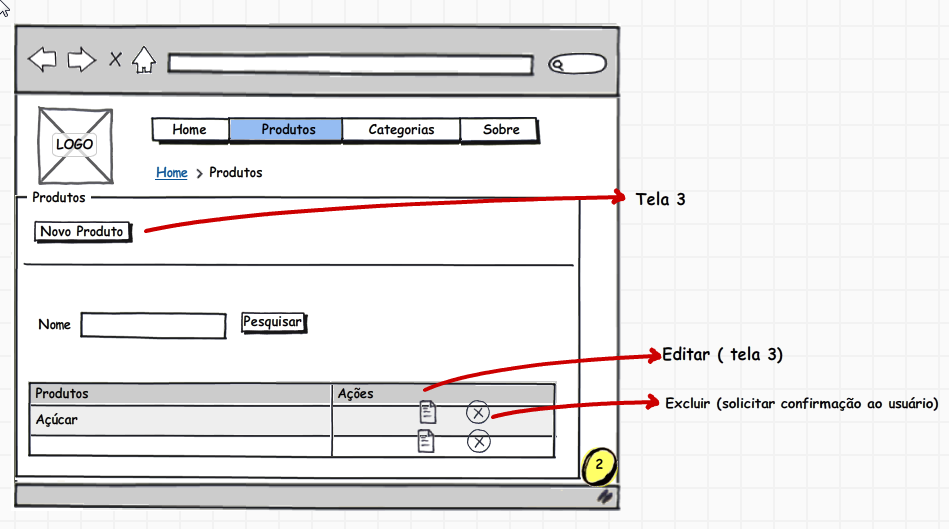 LOGO
Home Produtos Categorias Sobre
Home > Produtos
Produtos
Tela 3
Novo Produto
Nome Pesquisar
Editar ( tela 3)
Produtos Ações
Excluir (solicitar confirmação ao usuário)
Açúcar
2